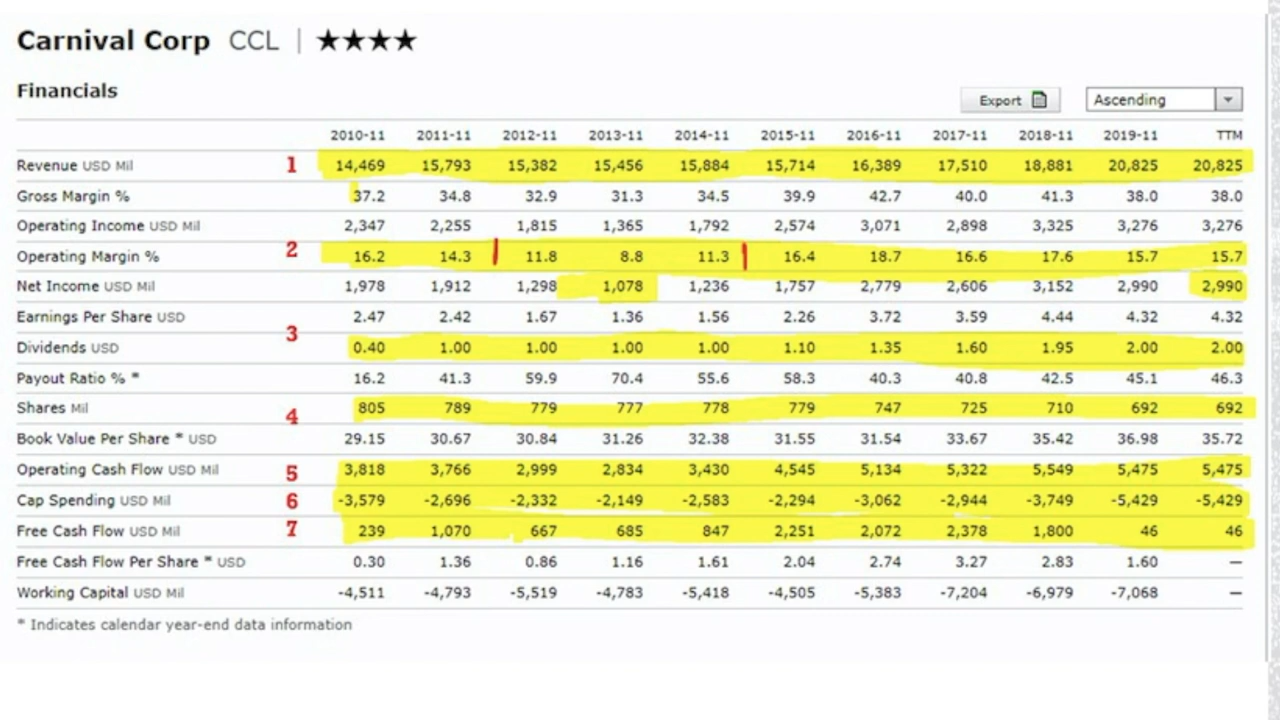 Carnival Corp CCL | ★★★★
Financials
Export Ascending
2010-11 2011-11 2012-11 2013-11 2014-11 2015-11 2016-11 2017-11 2018-11 2019-11 TTM
Revenue USD Mil 1 14,469 15,793 15,382 15,456 15,884 15,714 16,389 17,510 18,881 20,825 20,825
Gross Margin % 37.2 34.8 32.9 31.3 34.5 39.9 42.7 40.0 41.3 38.0 38.0
Operating Income USD Mil 2,347 2,255 1,815 1,365 1,792 2,574 3,071 2,898 3,325 3,276 3,276
Operating Margin % 2 16.2 14.3 11.8 8.8 11.3 16.4 18.7 16.6 17.6 15.7 15.7
Net Income USD Mil 1,978 1,912 1,298 1,078 1,236 1,757 2,779 2,606 3,152 2,990 2,990
Earnings Per Share USD 2.47 2.42 1.67 1.36 1.56 2.26 3.72 3.59 4.44 4.32 4.32
Dividends USD 3 0.40 1.00 1.00 1.00 1.00 1.10 1.35 1.60 1.95 2.00 2.00
Payout Ratio % * 16.2 41.3 59.9 70.4 55.6 58.3 40.3 40.8 42.5 45.1 46.3
Shares Mil 4 805 789 779 777 778 779 747 725 710 692 692
Book Value Per Share * USD 29.15 30.67 30.84 31.26 32.38 31.55 31.54 33.67 35.42 36.98 35.72
Operating Cash Flow USD Mil 5 3,818 3,766 2,999 2,834 3,430 4,545 5,134 5,322 5,549 5,475 5,475
Cap Spending USD Mil 6 -3,579 -2,696 -2,332 -2,149 -2,583 -2,294 -3,062 -2,944 -3,749 -5,429 -5,429
Free Cash Flow USD Mil 7 239 1,070 667 685 847 2,251 2,072 2,378 1,800 46 46
Free Cash Flow Per Share * USD 0.30 1.36 0.86 1.16 1.61 2.04 2.74 3.27 2.83 1.60 —
Working Capital USD Mil -4,511 -4,793 -5,519 -4,783 -5,418 -4,505 -5,383 -7,204 -6,979 -7,068 —
* Indicates calendar year-end data information